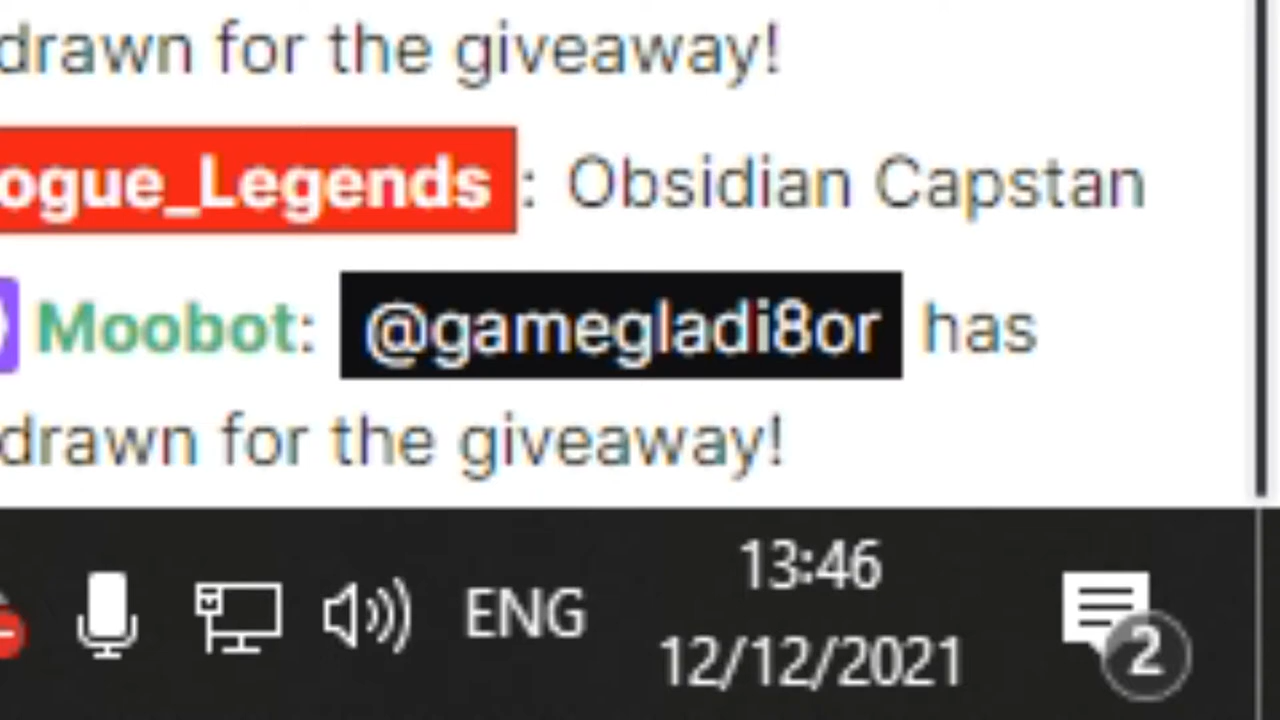 drawn for the giveaway!
ogue_Legends : Obsidian Capstan
Moobot: @gamegladi8or has
drawn for the giveaway!
ENG
13:46
12/12/2021
2